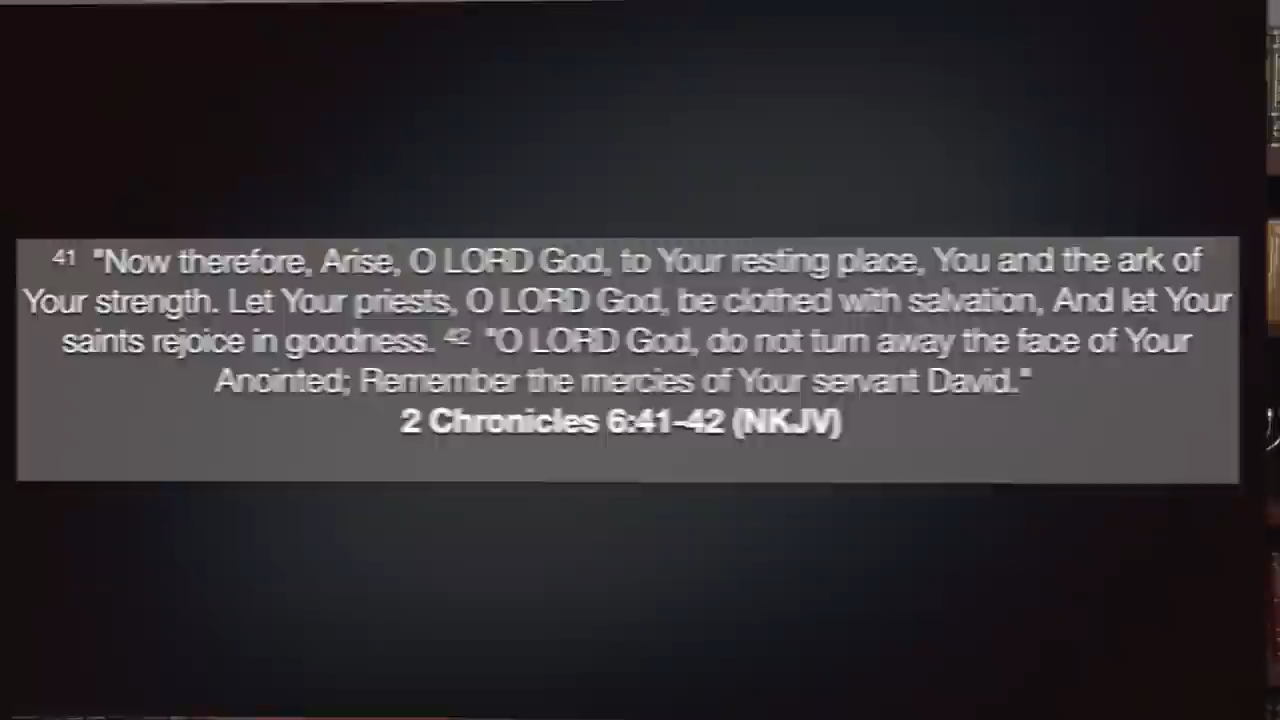 41 "Now therefore, Arise, O LORD God, to Your resting place, You and the ark of
Your strength. Let Your priests, O LORD God, be clothed with salvation, And let Your
saints rejoice in goodness. 42 "O LORD God, do not turn away the face of Your
Anointed; Remember the mercies of Your servant David."
2 Chronicles 6:41-42 (NKJV)